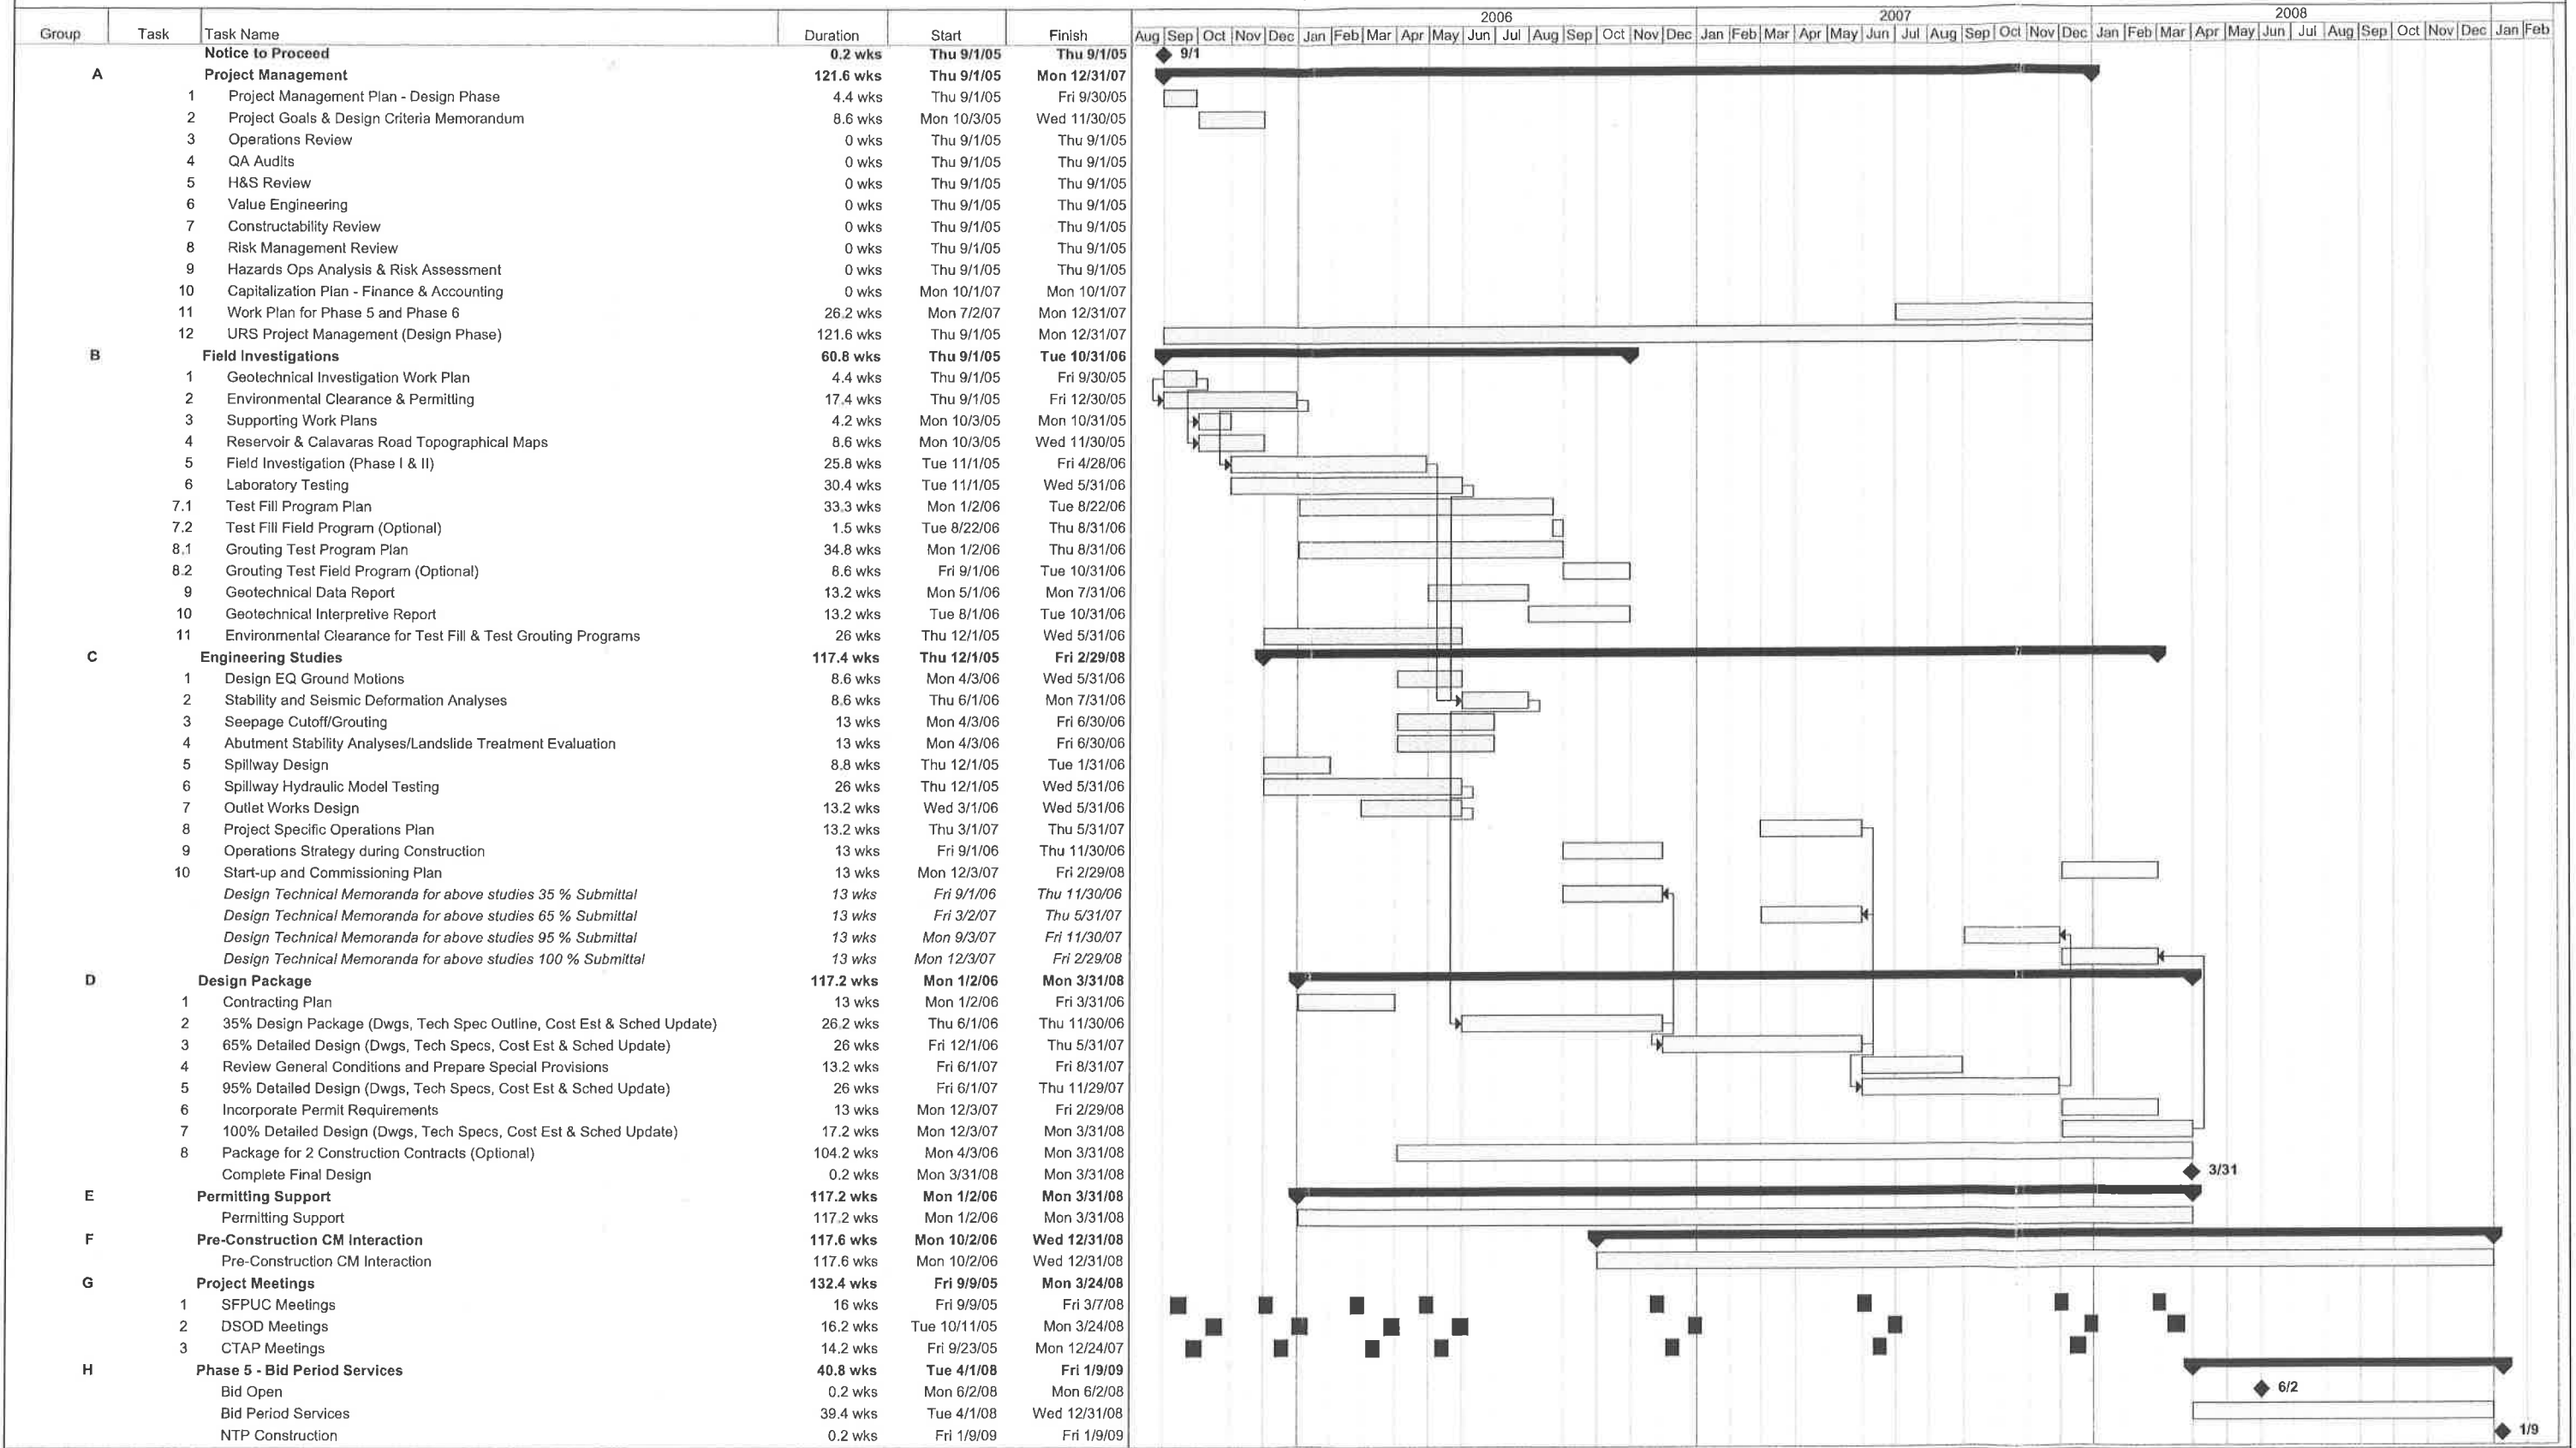 2006 2007 2008
Group Task Task Name Duration Start Finish Aug Sep Oct Nov Dec Jan Feb Mar Apr May Jun Jul Aug Sep Oct Nov Dec Jan Feb Mar Apr May Jun Jul Aug Sep Oct Nov Dec Jan Feb Mar Apr May Jun Jul Aug Sep Oct Nov Dec Jan Feb
Notice to Proceed 0.2 wks Thu 9/1/05 Thu 9/1/05 9/1
A Project Management 121.6 wks Thu 9/1/05 Mon 12/31/07
1 Project Management Plan - Design Phase 4.4 wks Thu 9/1/05 Fri 9/30/05
2 Project Goals & Design Criteria Memorandum 8.6 wks Mon 10/3/05 Wed 11/30/05
3 Operations Review 0 wks Thu 9/1/05 Thu 9/1/05
4 QA Audits 0 wks Thu 9/1/05 Thu 9/1/05
5 H&S Review 0 wks Thu 9/1/05 Thu 9/1/05
6 Value Engineering 0 wks Thu 9/1/05 Thu 9/1/05
7 Constructability Review 0 wks Thu 9/1/05 Thu 9/1/05
8 Risk Management Review 0 wks Thu 9/1/05 Thu 9/1/05
9 Hazards Ops Analysis & Risk Assessment 0 wks Thu 9/1/05 Thu 9/1/05
10 Capitalization Plan - Finance & Accounting 0 wks Mon 10/1/07 Mon 10/1/07
11 Work Plan for Phase 5 and Phase 6 26.2 wks Mon 7/2/07 Mon 12/31/07
12 URS Project Management (Design Phase) 121.6 wks Thu 9/1/05 Mon 12/31/07
B Field Investigations 60.8 wks Thu 9/1/05 Tue 10/31/06
1 Geotechnical Investigation Work Plan 4.4 wks Thu 9/1/05 Fri 9/30/05
2 Environmental Clearance & Permitting 17.4 wks Thu 9/1/05 Fri 12/30/05
3 Supporting Work Plans 4.2 wks Mon 10/3/05 Mon 10/31/05
4 Reservoir & Calavaras Road Topographical Maps 8.6 wks Mon 10/3/05 Wed 11/30/05
5 Field Investigation (Phase I & II) 25.8 wks Tue 11/1/05 Fri 4/28/06
6 Laboratory Testing 30.4 wks Tue 11/1/05 Wed 5/31/06
7.1 Test Fill Program Plan 33.3 wks Mon 1/2/06 Tue 8/22/06
7.2 Test Fill Field Program (Optional) 1.5 wks Tue 8/22/06 Thu 8/31/06
8.1 Grouting Test Program Plan 34.8 wks Mon 1/2/06 Thu 8/31/06
8.2 Grouting Test Field Program (Optional) 8.6 wks Fri 9/1/06 Tue 10/31/06
9 Geotechnical Data Report 13.2 wks Mon 5/1/06 Mon 7/31/06
10 Geotechnical Interpretive Report 13.2 wks Tue 8/1/06 Tue 10/31/06
11 Environmental Clearance for Test Fill & Test Grouting Programs 26 wks Thu 12/1/05 Wed 5/31/06
C Engineering Studies 117.4 wks Thu 12/1/05 Fri 2/29/08
1 Design EQ Ground Motions 8.6 wks Mon 4/3/06 Wed 5/31/06
2 Stability and Seismic Deformation Analyses 8.6 wks Thu 6/1/06 Mon 7/31/06
3 Seepage Cutoff/Grouting 13 wks Mon 4/3/06 Fri 6/30/06
4 Abutment Stability Analyses/Landslide Treatment Evaluation 13 wks Mon 4/3/06 Fri 6/30/06
5 Spillway Design 8.8 wks Thu 12/1/05 Tue 1/31/06
6 Spillway Hydraulic Model Testing 26 wks Thu 12/1/05 Wed 5/31/06
7 Outlet Works Design 13.2 wks Wed 3/1/06 Wed 5/31/06
8 Project Specific Operations Plan 13.2 wks Thu 3/1/07 Thu 5/31/07
9 Operations Strategy during Construction 13 wks Fri 9/1/06 Thu 11/30/06
10 Start-up and Commissioning Plan 13 wks Mon 12/3/07 Fri 2/29/08
Design Technical Memoranda for above studies 35 % Submittal 13 wks Fri 9/1/06 Thu 11/30/06
Design Technical Memoranda for above studies 65 % Submittal 13 wks Fri 3/2/07 Thu 5/31/07
Design Technical Memoranda for above studies 95 % Submittal 13 wks Mon 9/3/07 Fri 11/30/07
Design Technical Memoranda for above studies 100 % Submittal 13 wks Mon 12/3/07 Fri 2/29/08
D Design Package 117.2 wks Mon 1/2/06 Mon 3/31/08
1 Contracting Plan 13 wks Mon 1/2/06 Fri 3/31/06
2 35% Design Package (Dwgs, Tech Spec Outline, Cost Est & Sched Update) 26.2 wks Thu 6/1/06 Thu 11/30/06
3 65% Detailed Design (Dwgs, Tech Specs, Cost Est & Sched Update) 26 wks Fri 12/1/06 Thu 5/31/07
4 Review General Conditions and Prepare Special Provisions 13.2 wks Fri 6/1/07 Fri 8/31/07
5 95% Detailed Design (Dwgs, Tech Specs, Cost Est & Sched Update) 26 wks Fri 6/1/07 Thu 11/29/07
6 Incorporate Permit Requirements 13 wks Mon 12/3/07 Fri 2/29/08
7 100% Detailed Design (Dwgs, Tech Specs, Cost Est & Sched Update) 17.2 wks Mon 12/3/07 Mon 3/31/08
8 Package for 2 Construction Contracts (Optional) 104.2 wks Mon 4/3/06 Mon 3/31/08
Complete Final Design 0.2 wks Mon 3/31/08 Mon 3/31/08 3/31
E Permitting Support 117.2 wks Mon 1/2/06 Mon 3/31/08
Permitting Support 117.2 wks Mon 1/2/06 Mon 3/31/08
F Pre-Construction CM Interaction 117.6 wks Mon 10/2/06 Wed 12/31/08
Pre-Construction CM Interaction 117.6 wks Mon 10/2/06 Wed 12/31/08
G Project Meetings 132.4 wks Fri 9/9/05 Mon 3/24/08
1 SFPUC Meetings 16 wks Fri 9/9/05 Fri 3/7/08
2 DSOD Meetings 16.2 wks Tue 10/11/05 Mon 3/24/08
3 CTAP Meetings 14.2 wks Fri 9/23/05 Mon 12/24/07
H Phase 5 - Bid Period Services 40.8 wks Tue 4/1/08 Fri 1/9/09
Bid Open 0.2 wks Mon 6/2/08 Mon 6/2/08 6/2
Bid Period Services 39.4 wks Tue 4/1/08 Wed 12/31/08
NTP Construction 0.2 wks Fri 1/9/09 Fri 1/9/09 1/9